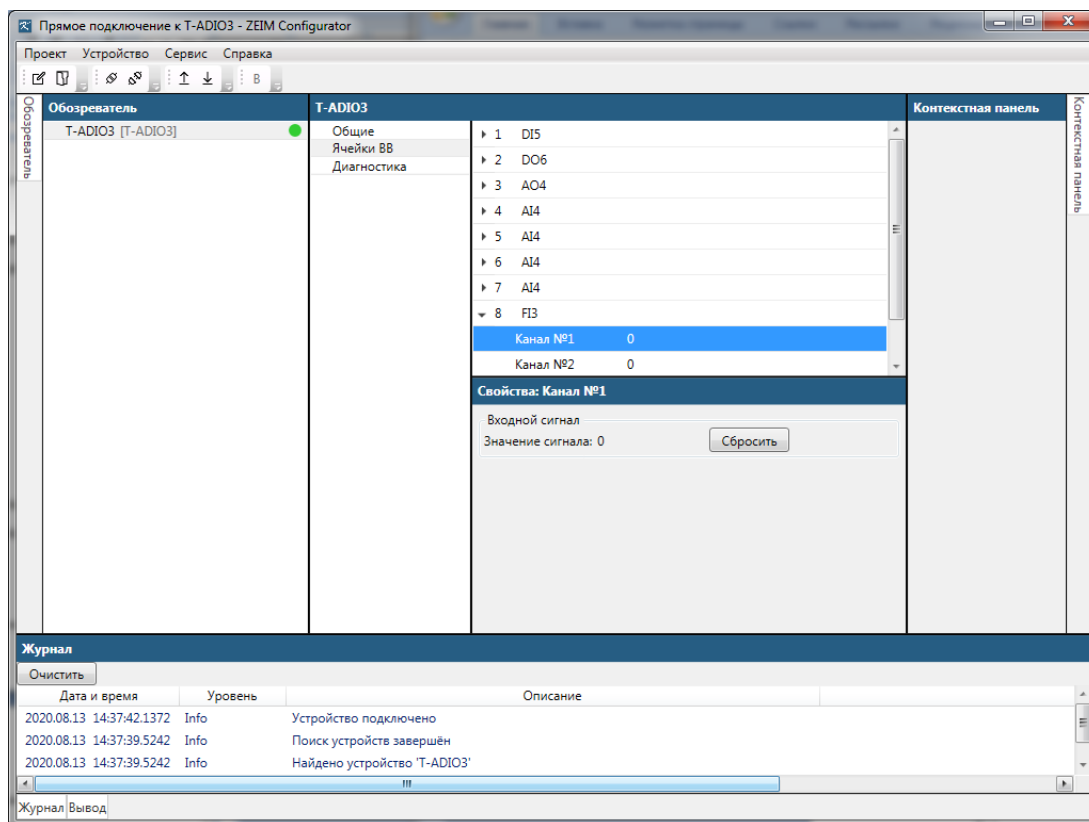 Прямое подключение к T-ADIO3 - ZEIM Configurator
Проект Устройство Сервис Справка
B
Обозреватель
Обозреватель
T-ADIO3 [T-ADIO3]
T-ADIO3
Общие
Ячейки ВВ
Диагностика
1 DI5
2 DO6
3 AO4
4 AI4
5 AI4
6 AI4
7 AI4
8 FI3
Канал №1 0
Канал №2 0
Свойства: Канал №1
Входной сигнал
Значение сигнала: 0 Сбросить
Контекстная панель
Контекстная панель
Журнал
Очистить
Дата и время Уровень Описание
2020.08.13 14:37:42.1372 Info Устройство подключено
2020.08.13 14:37:39.5242 Info Поиск устройств завершён
2020.08.13 14:37:39.5242 Info Найдено устройство 'T-ADIO3'
Журнал Вывод